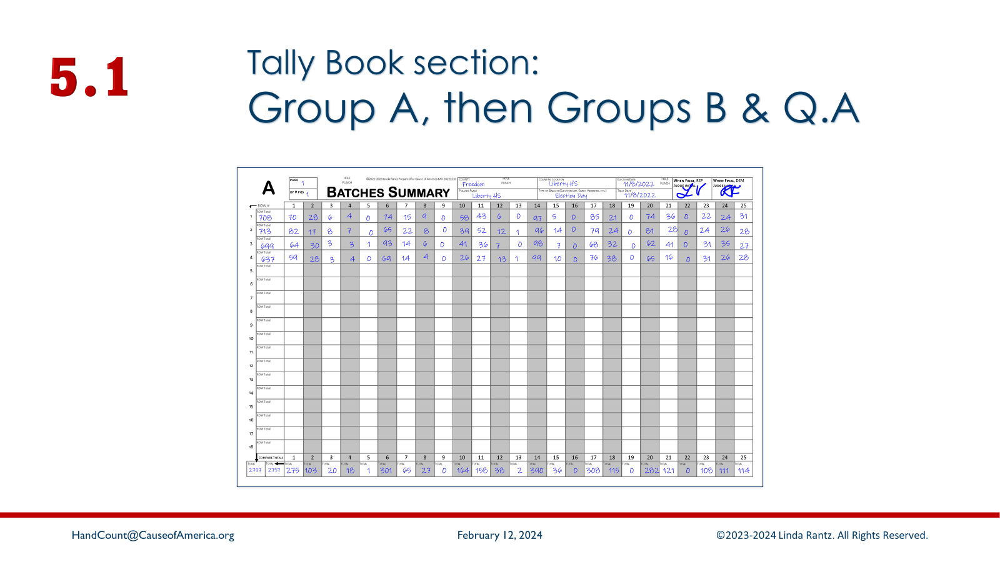 5.1
Tally Book section:
Group A, then Groups B & Q.A
A
PAGE 1
OF # PGS 1
HOLE PUNCH
©2022-2023 Linda Rantz Prepared for Cause of America MO 20221230
BATCHES SUMMARY
COUNTY Freedom
HOLE PUNCH
POLLING PLACE Liberty HS
COUNTING LOCATION Liberty HS
TYPE OF BALLOTS (ELECTION DAY, EARLY, ABSENTEE, ETC.) Election Day
ELECTION DATE 11/8/2022
HOLE PUNCH
TALLY DATE 11/8/2022
WHEN FINAL, REP JUDGE INITIAL:
WHEN FINAL, DEM JUDGE INITIAL:
ROW # 1 2 3 4 5 6 7 8 9 10 11 12 13 14 15 16 17 18 19 20 21 22 23 24 25
1 ROW Total 708 70 28 6 4 0 74 15 9 0 58 43 6 0 97 5 0 85 21 0 74 36 0 22 24 31
2 ROW Total 713 82 17 8 7 0 65 22 8 0 39 52 12 1 96 14 0 79 24 0 81 28 0 24 26 28
3 ROW Total 699 64 30 3 3 1 93 14 6 0 41 36 7 0 98 7 0 68 32 0 62 41 0 31 35 27
4 ROW Total 637 59 28 3 4 0 69 14 4 0 26 27 13 1 99 10 0 76 38 0 65 16 0 31 26 28
5 ROW Total
6 ROW Total
7 ROW Total
8 ROW Total
9 ROW Total
10 ROW Total
11 ROW Total
12 ROW Total
13 ROW Total
14 ROW Total
15 ROW Total
16 ROW Total
17 ROW Total
18 ROW Total
COMPARE TOTALS 1 2 3 4 5 6 7 8 9 10 11 12 13 14 15 16 17 18 19 20 21 22 23 24 25
TOTAL TOTAL TOTAL TOTAL TOTAL TOTAL TOTAL TOTAL TOTAL TOTAL TOTAL TOTAL TOTAL TOTAL TOTAL TOTAL TOTAL TOTAL TOTAL TOTAL TOTAL TOTAL TOTAL TOTAL TOTAL TOTAL TOTAL
2757 2757 275 103 20 18 1 301 65 27 0 164 158 38 2 390 36 0 308 115 0 282 121 0 108 111 114
HandCount@CauseofAmerica.org
February 12, 2024
©2023-2024 Linda Rantz. All Rights Reserved.